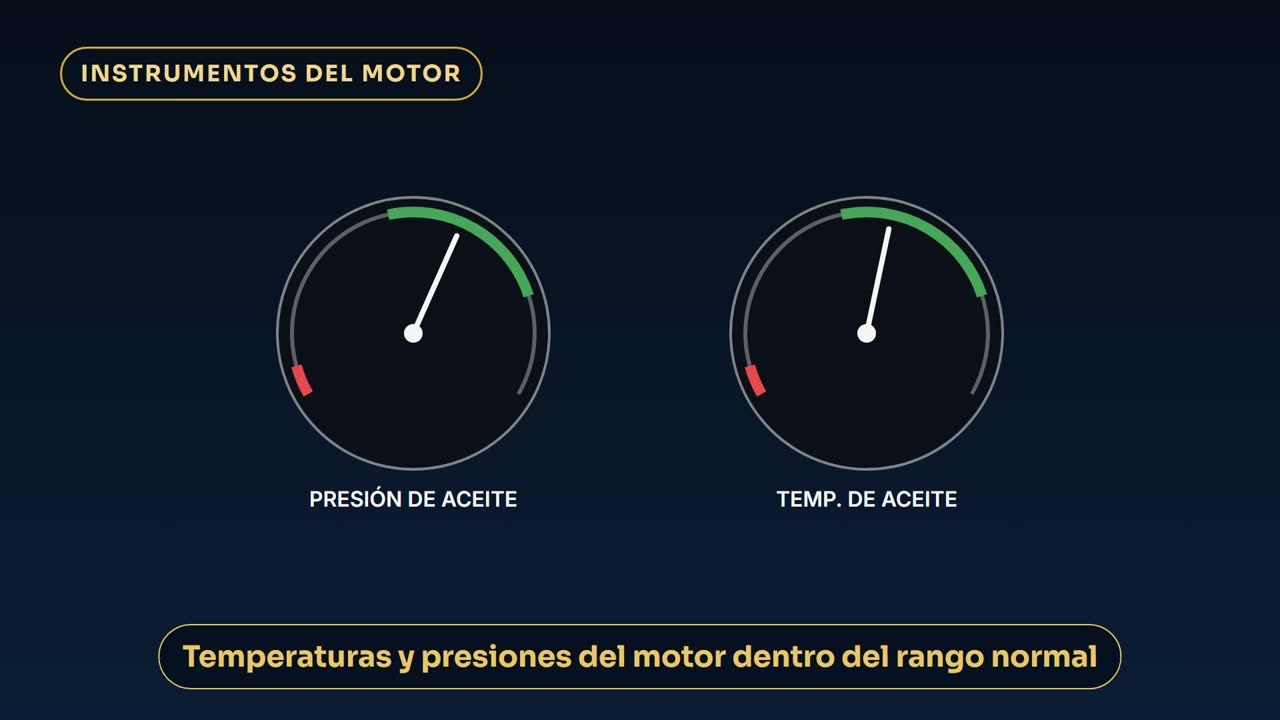 INSTRUMENTOS DEL MOTOR
PRESIÓN DE ACEITE
TEMP. DE ACEITE
Temperaturas y presiones del motor dentro del rango normal